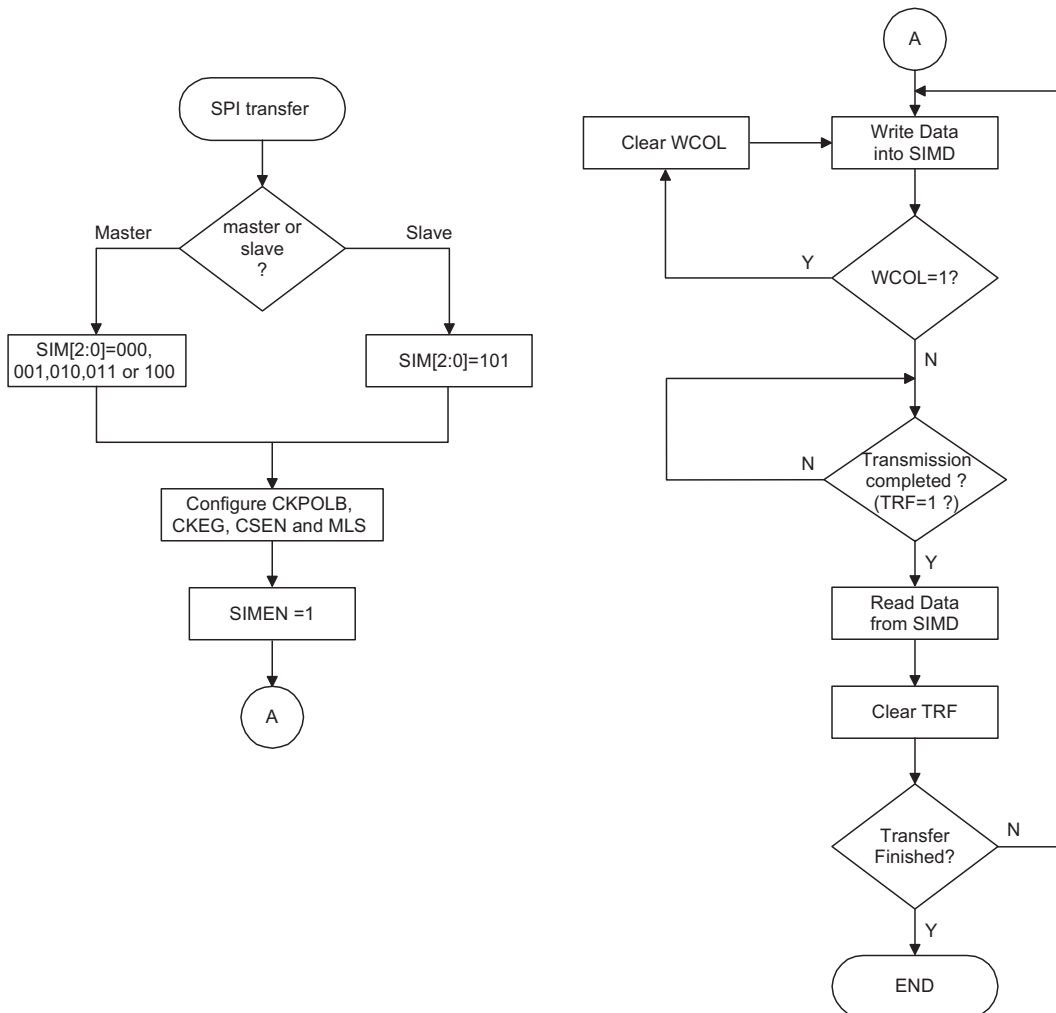 SPI transfer
master or
slave
?
Master
Slave
SIM[2:0]=000,
001,010,011 or 100
SIM[2:0]=101
Configure CKPOLB,
CKEG, CSEN and MLS
SIMEN =1
A
A
Clear WCOL
Write Data
into SIMD
Y
WCOL=1?
N
N
Transmission
completed ?
(TRF=1 ?)
Y
Read Data
from SIMD
Clear TRF
Transfer
Finished?
N
Y
END